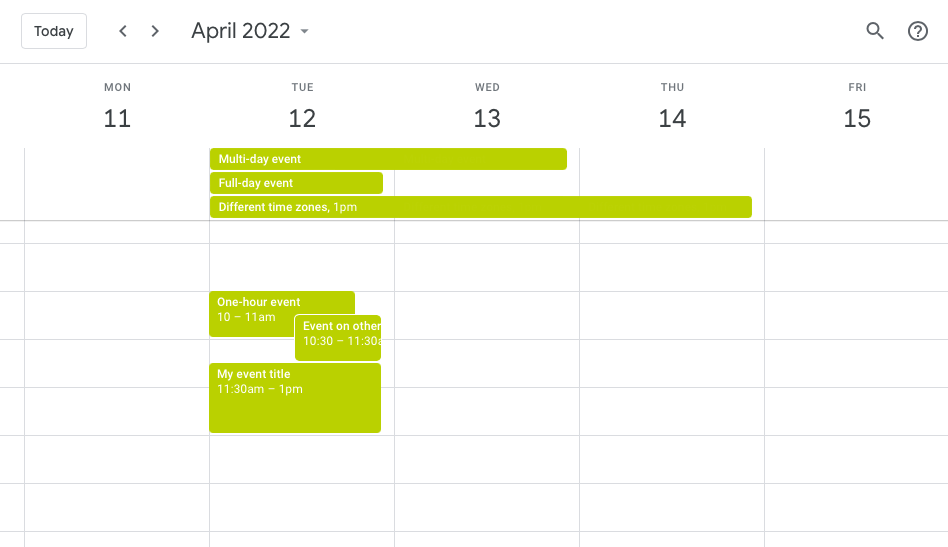 Today
April 2022
MON
TUE
WED
THU
FRI
11
12
13
14
15
Multi-day event
Full-day event
Different time zones, 1pm
One-hour event
10 – 11am
Event on other
10:30 – 11:30a
My event title
11:30am – 1pm